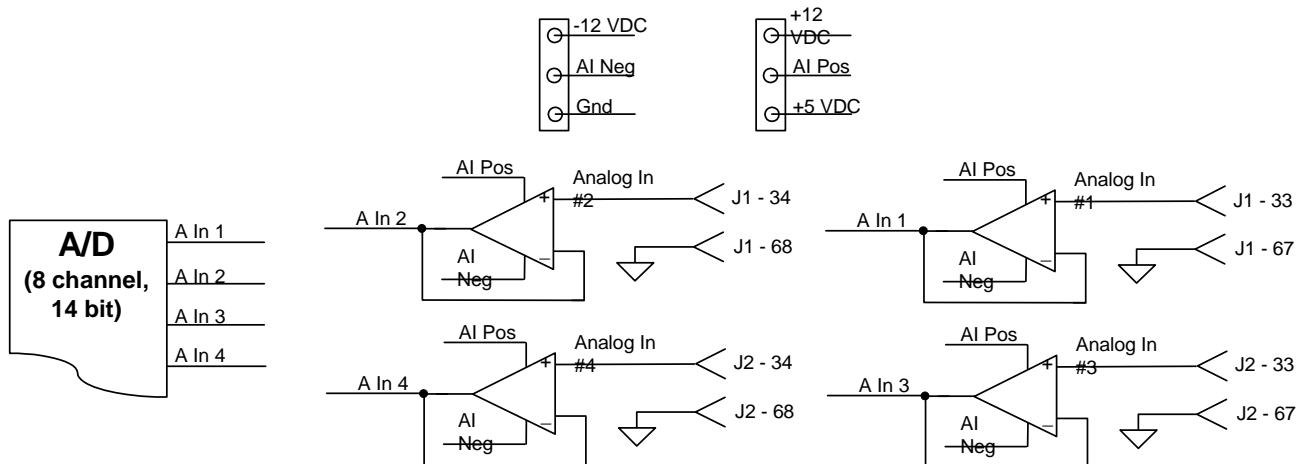 -12 VDC
AI Neg
Gnd
+12
VDC
AI Pos
+5 VDC
A/D
(8 channel,
14 bit)
A In 1
A In 2
A In 3
A In 4
AI Pos
Analog In
#2
+
J1 - 34
A In 2
AI
Neg
–
J1 - 68
AI Pos
Analog In
#1
+
J1 - 33
A In 1
AI
Neg
–
J1 - 67
AI Pos
Analog In
#4
+
J2 - 34
A In 4
AI
Neg
–
J2 - 68
AI Pos
Analog In
#3
+
J2 - 33
A In 3
AI
Neg
–
J2 - 67